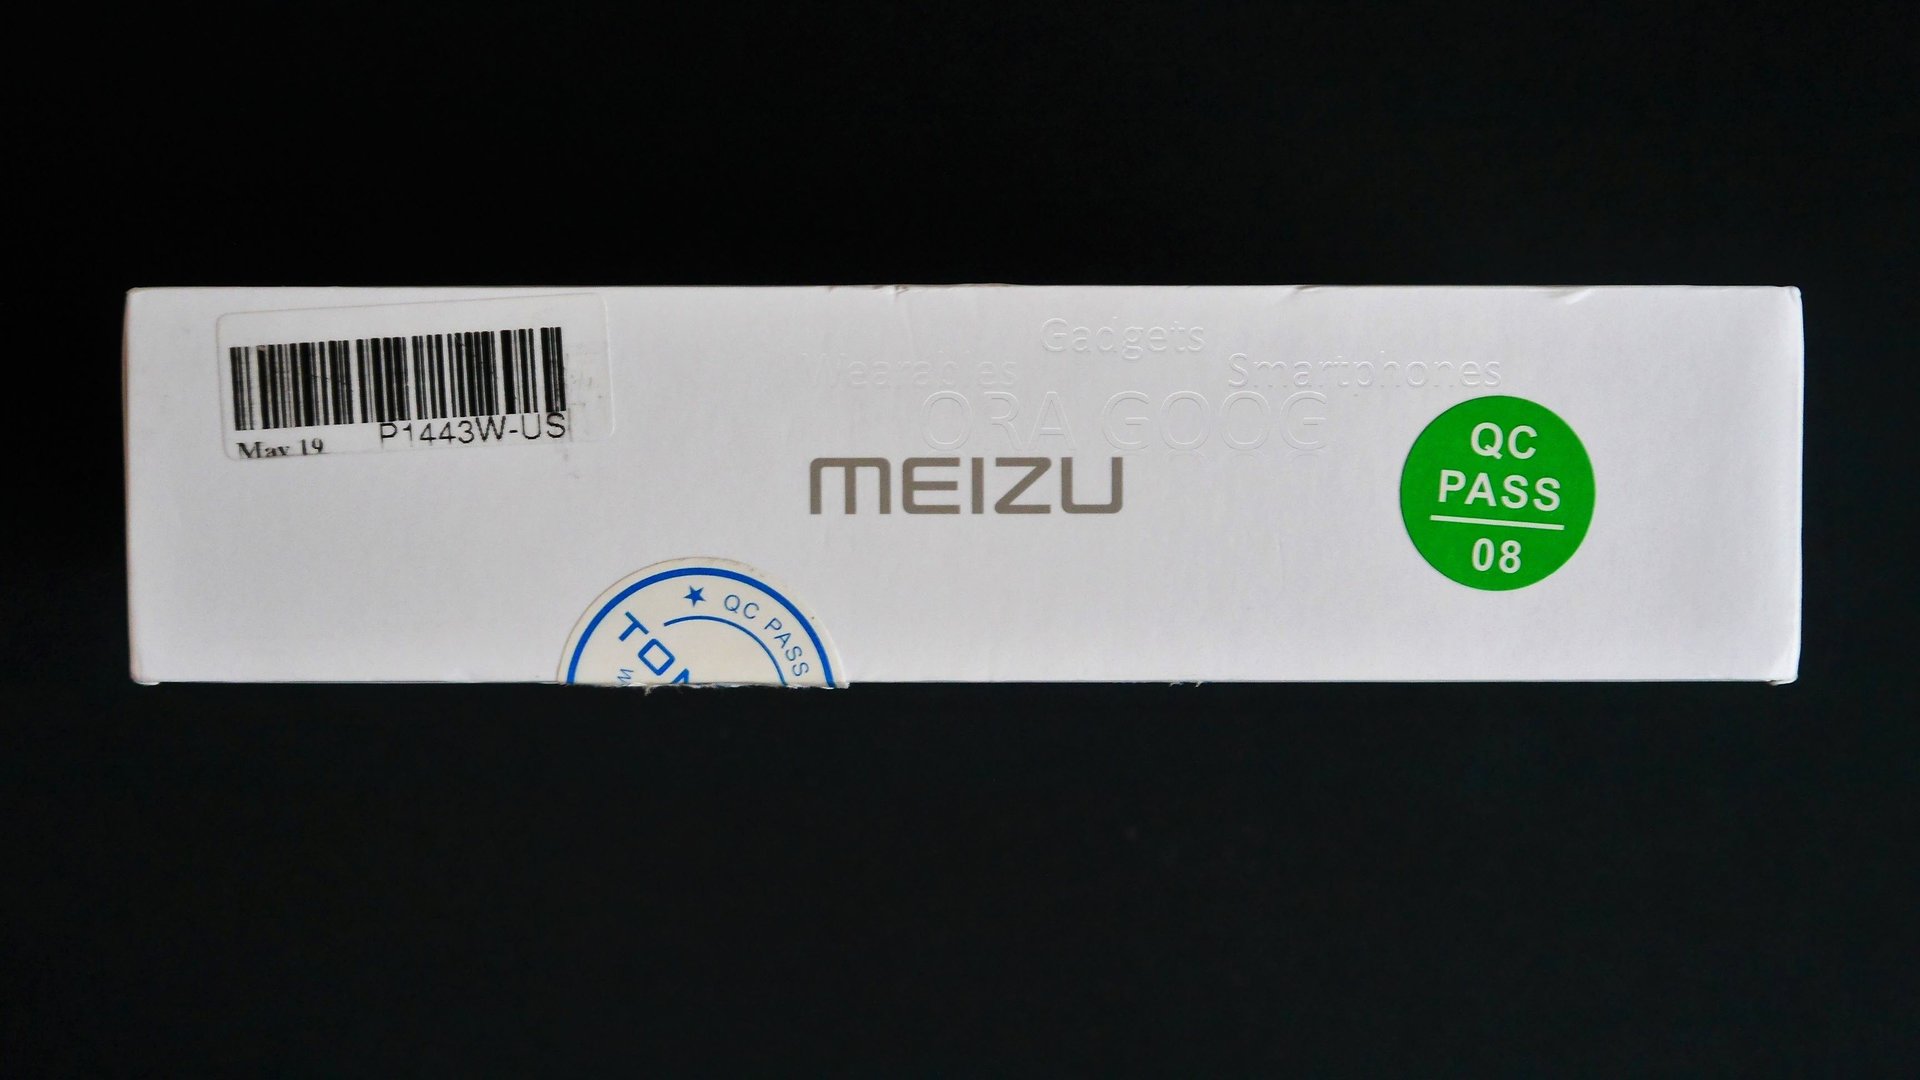 P1443W-US
May 19
Gadgets
Wearables
Smartphones
ORA GOOG
MEIZU
QC
PASS
08
★ QC PASS